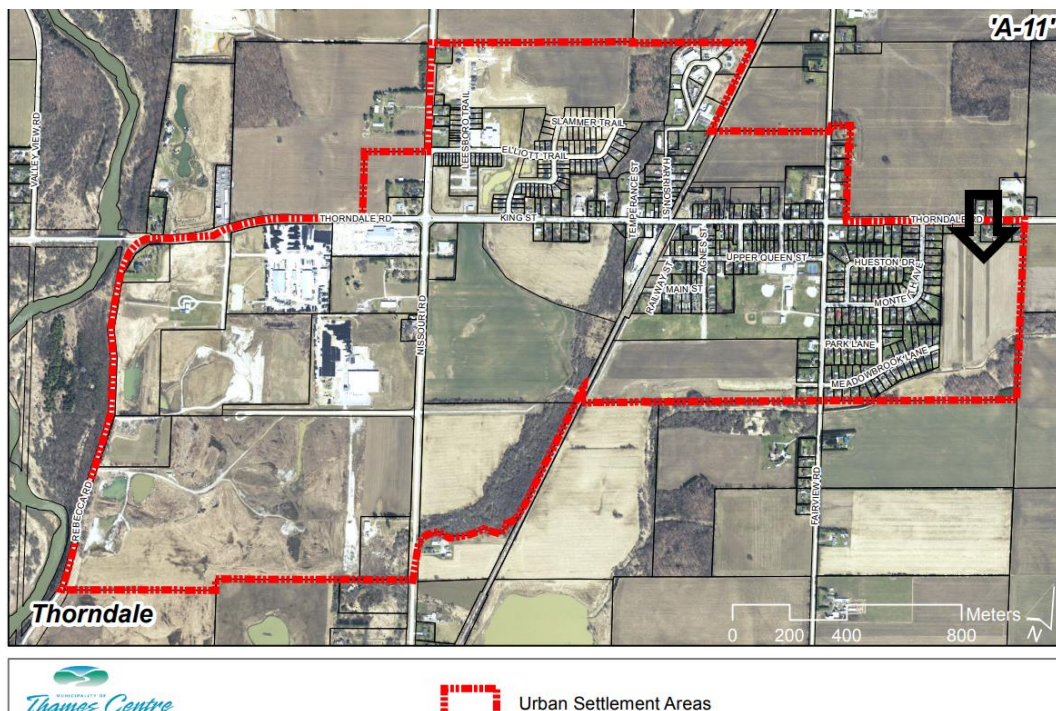 'A-11'
VALLEY VIEW RD
LEESBORO TRAIL
SLAMMER TRAIL
ELLIOTT TRAIL
TEMPERANCE ST
HARRISON ST
THORNDALE RD
KING ST
THORNDALE RD
NISSOURI RD
RAILWAY ST
AGNES ST
UPPER QUEEN ST
MAIN ST
HUESTON DR
MONTEITH AVE
PARK LANE
MEADOWBROOK LANE
FAIRVIEW RD
REBECCA RD
Thorndale
Meters
0 200 400 800
N
MUNICIPALITY OF
Thames Centre
Urban Settlement Areas